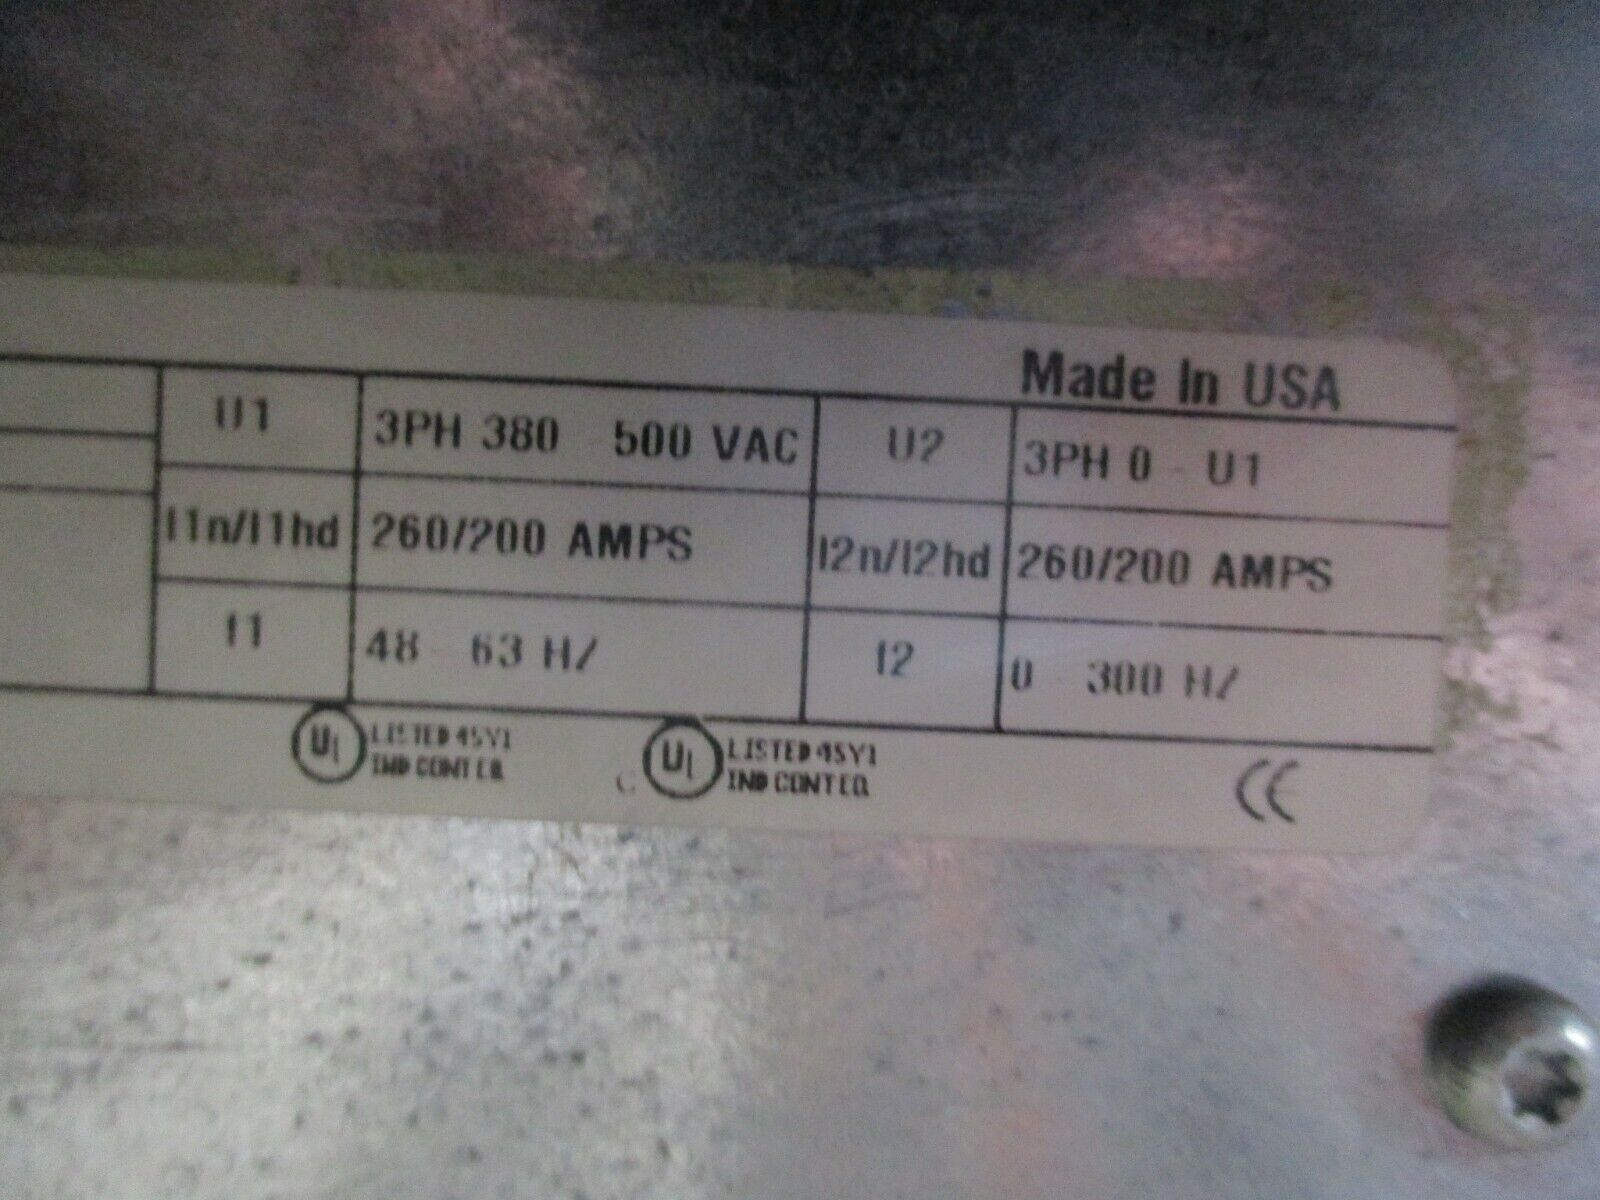 Made In USA
U1 3PH 380 500 VAC U2 3PH 0 - U1
I1n/I1hd 260/200 AMPS I2n/I2hd 260/200 AMPS
f1 48 - 63 HZ f2 0 300 HZ
UL LISTED 45Y1 C UL LISTED 45Y1 CE
IND CONT EQ IND CONT EQ